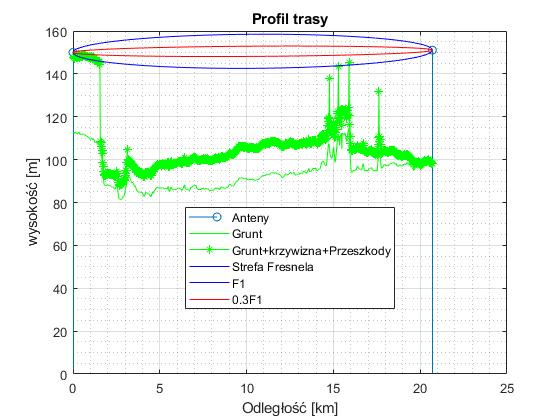 Profil trasy
160
140
120
100
80
60
40
20
0
wysokość [m]
Anteny
Grunt
Grunt+krzywizna+Przeszkody
Strefa Fresnela
F1
0.3F1
0 5 10 15 20 25
Odległość [km]